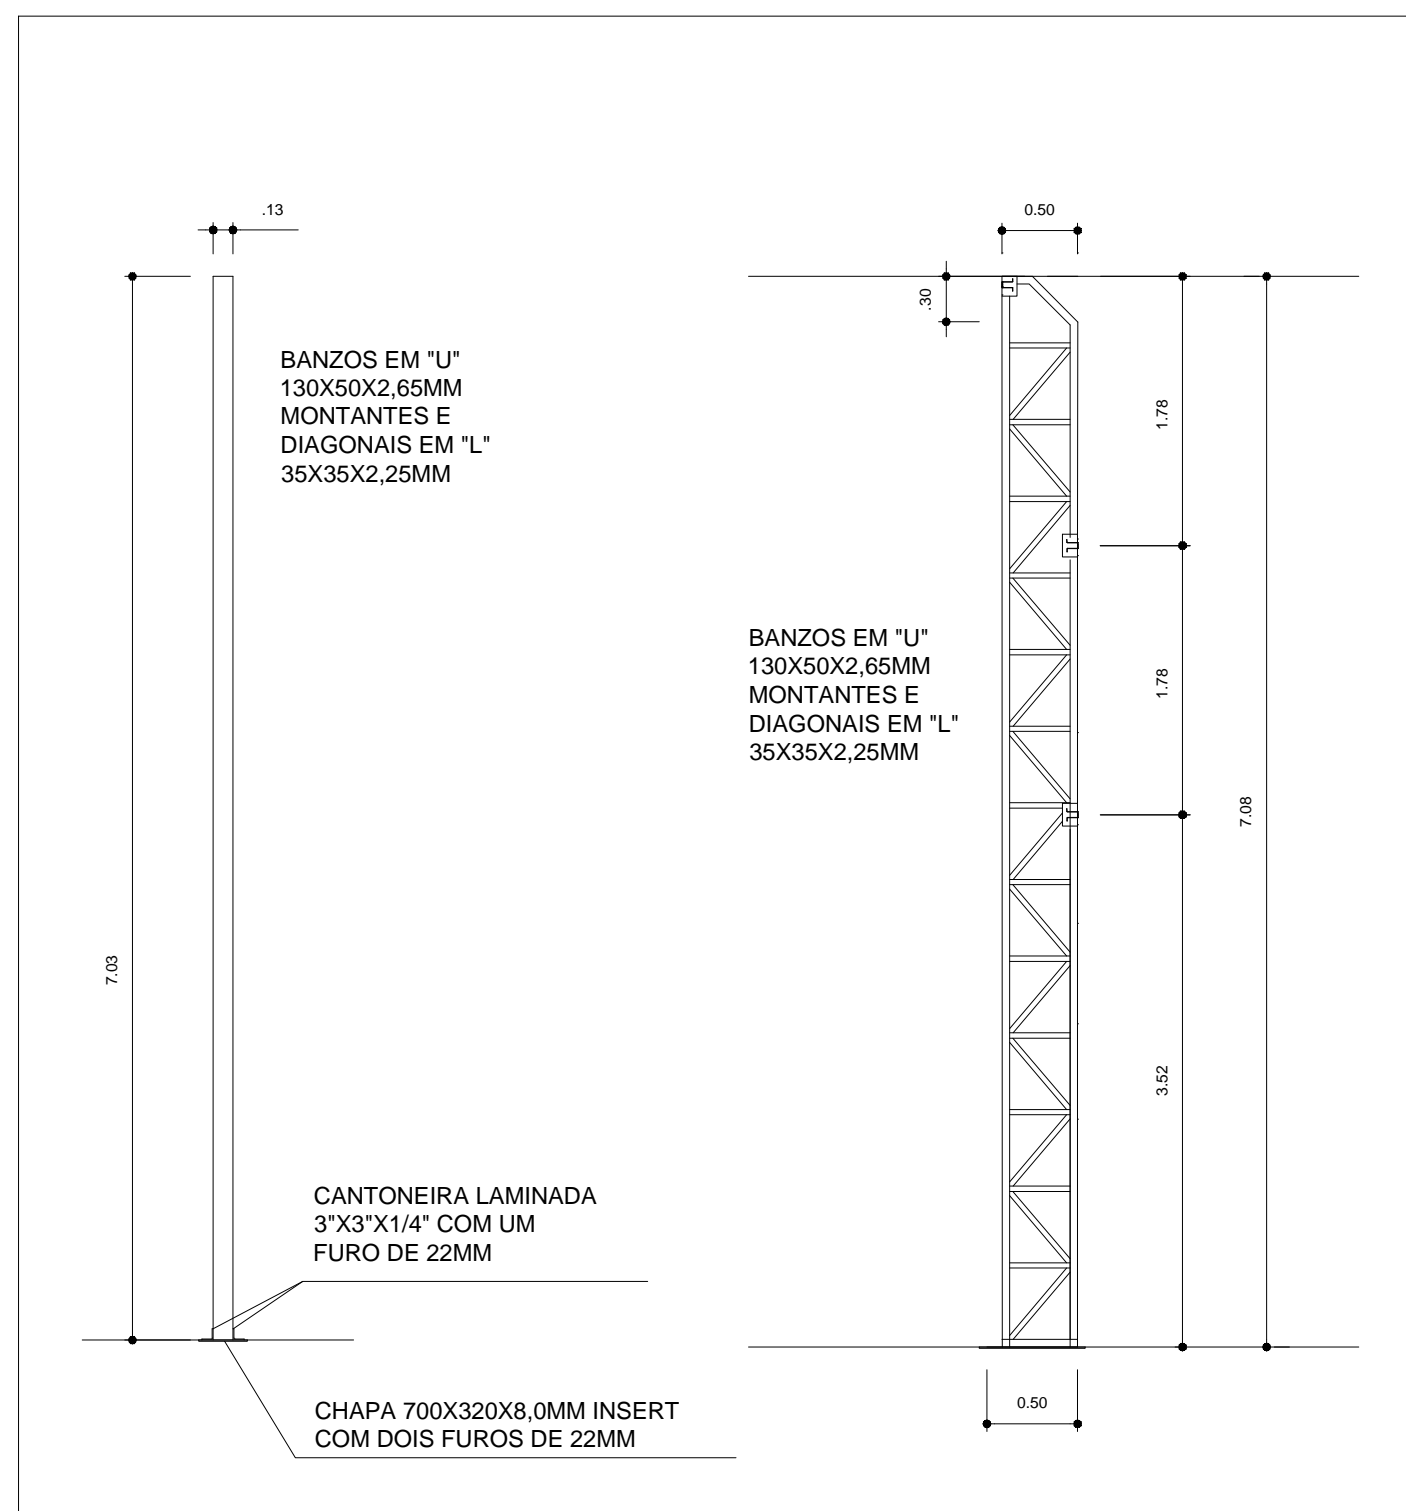 .13
BANZOS EM "U"
130X50X2,65MM
MONTANTES E
DIAGONAIS EM "L"
35X35X2,25MM
7.03
CANTONEIRA LAMINADA
3"X3"X1/4" COM UM
FURO DE 22MM
CHAPA 700X320X8,0MM INSERT
COM DOIS FUROS DE 22MM
0.50
.30
1.78
BANZOS EM "U"
130X50X2,65MM
MONTANTES E
DIAGONAIS EM "L"
35X35X2,25MM
1.78
7.08
3.52
0.50